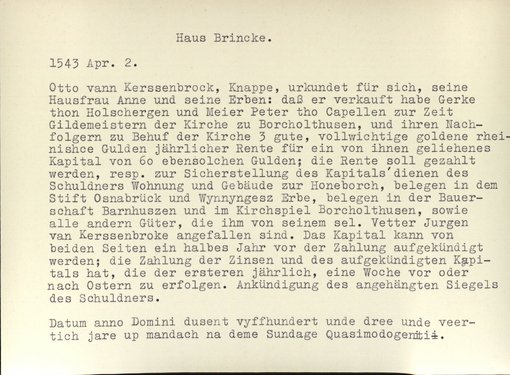 Haus Brincke.
1543 Apr. 2.
Otto vann Kerssenbrock, Knappe, urkundet für sich, seine
Hausfrau Anne und seine Erben: daß er verkauft habe Gerke
thon Holschergen und Meier Peter tho Capellen zur Zeit
Gildemeistern der Kirche zu Borcholthusen, und ihren Nach-
folgern zu Behuf der Kirche 3 gute, vollwichtige goldene rhei-
nishce Gulden jährlicher Rente für ein von ihnen geliehenes
Kapital von 60 ebensolchen Gulden; die Rente soll gezahlt
werden, resp. zur Sicherstellung des Kapitals dienen des
Schuldners Wohnung und Gebäude zur Honeborch, belegen in dem
Stift Osnabrück und Wynnyngesz Erbe, belegen in der Bauer-
schaft Barnhuszen und im Kirchspiel Borcholthusen, sowie
alle andern Güter, die ihm von seinem sel. Vetter Jurgen
van Kerssenbroke angefallen sind. Das Kapital kann von
beiden Seiten ein halbes Jahr vor der Zahlung aufgekündigt
werden; die Zahlung der Zinsen und des aufgekündigten Kapi-
tals hat, die der ersteren jährlich, eine Woche vor oder
nach Ostern zu erfolgen. Ankündigung des angehängten Siegels
des Schuldners.
Datum anno Domini dusent vyffhundert unde dree unde veer-
tich jare up mandach na deme Sundage Quasimodogeniti.